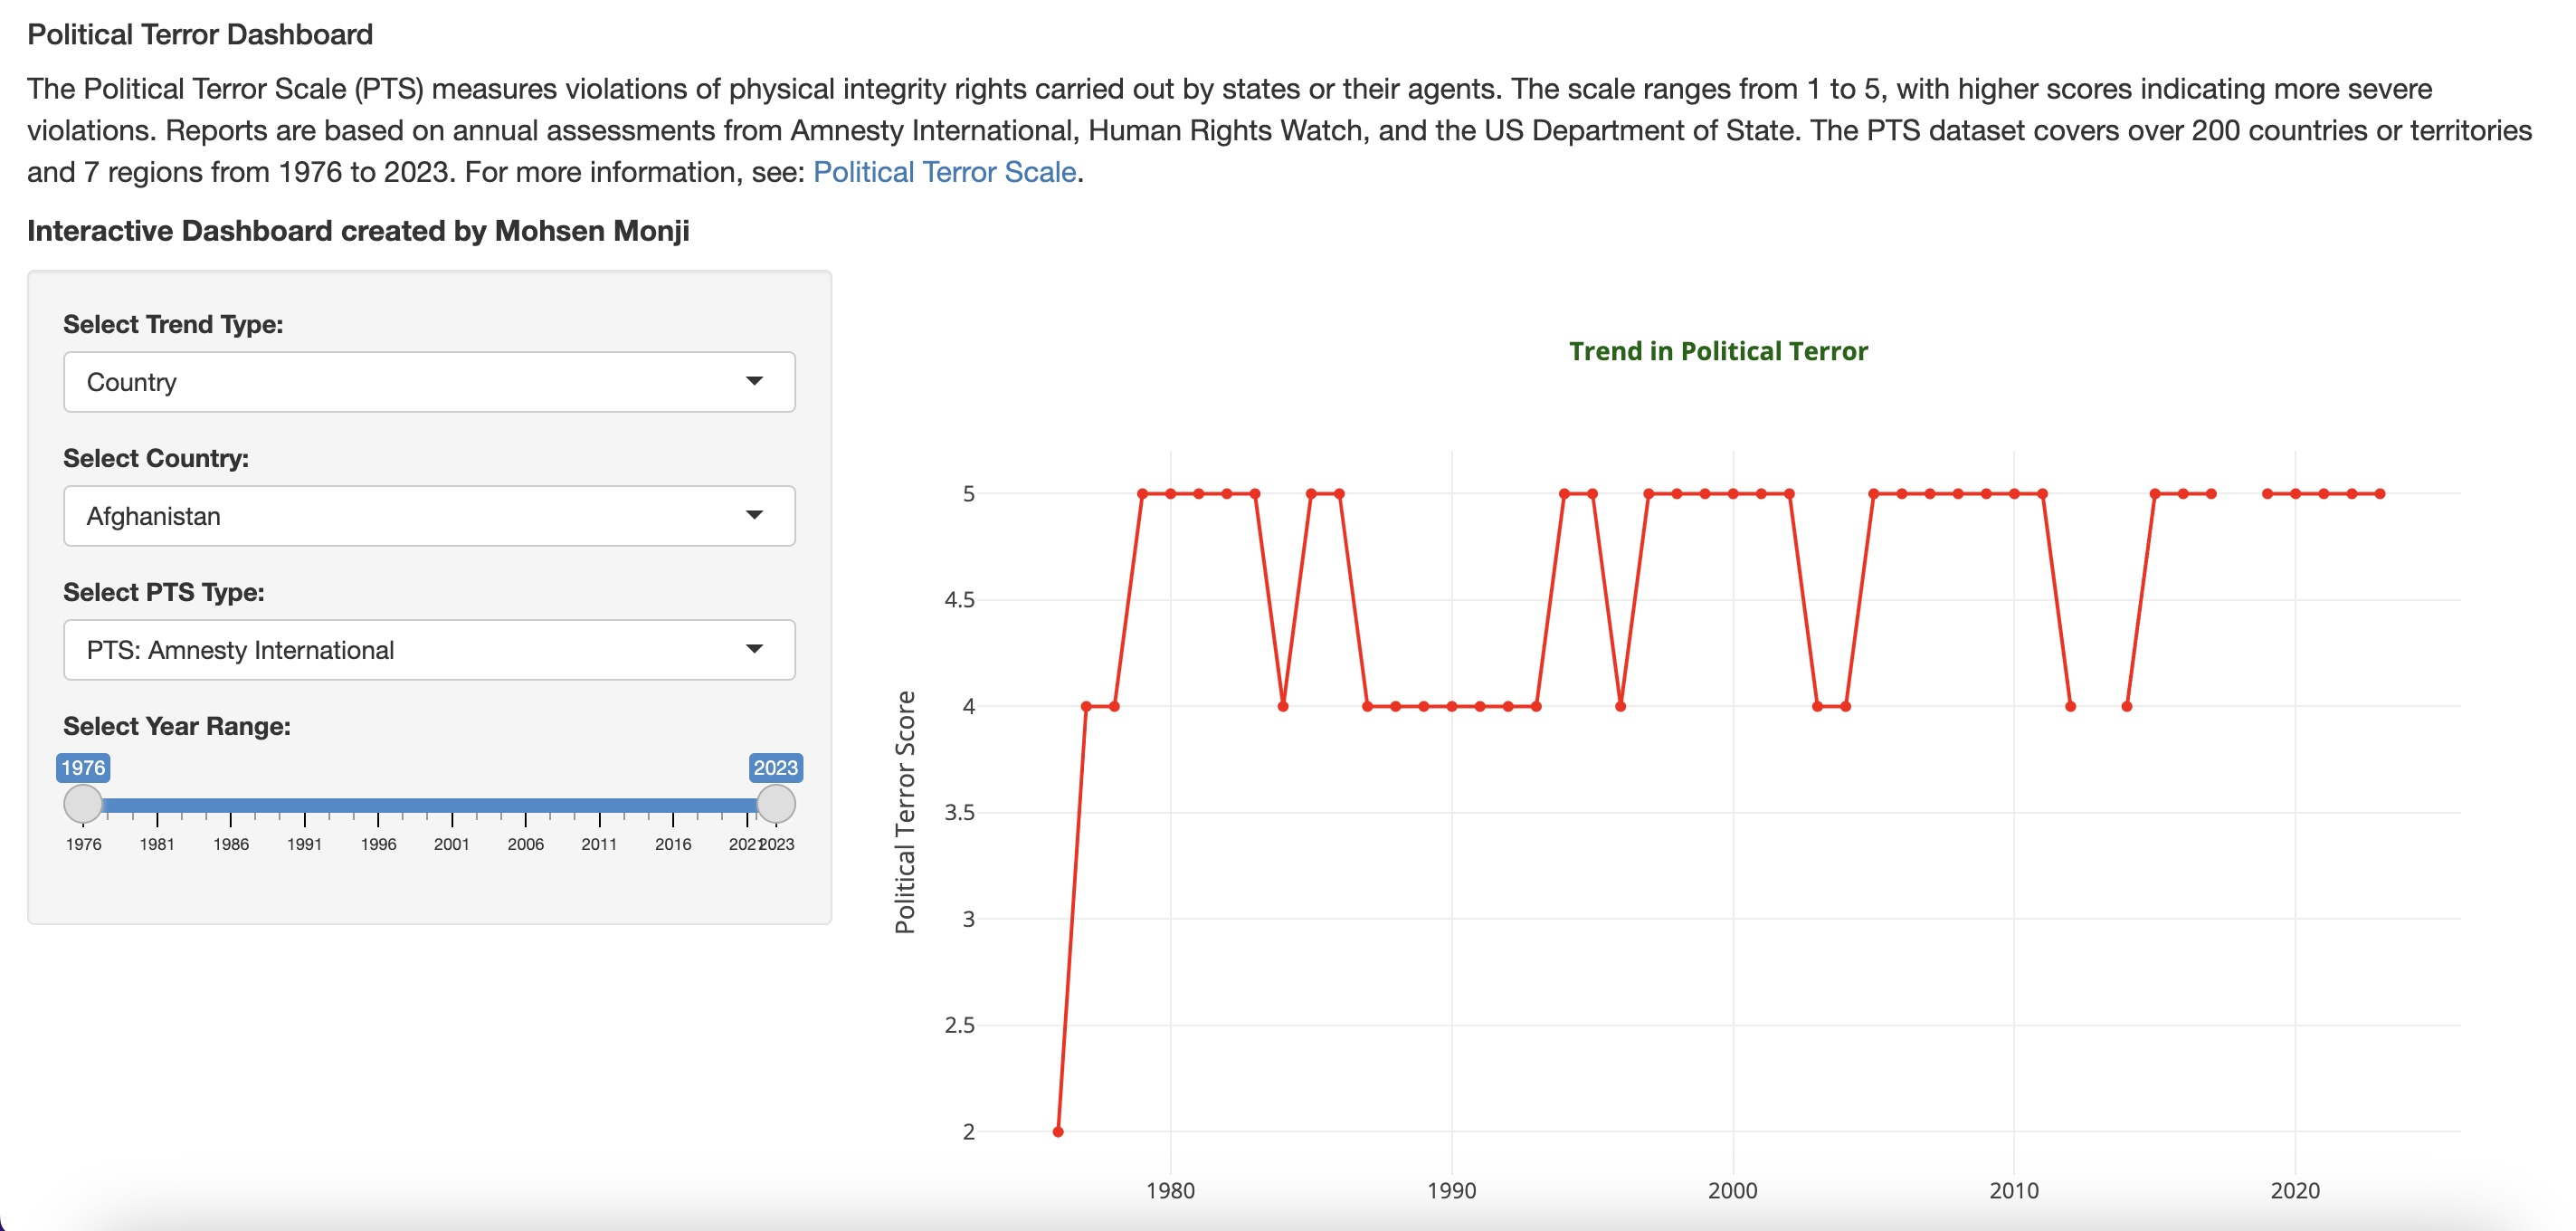 Political Terror Dashboard
The Political Terror Scale (PTS) measures violations of physical integrity rights carried out by states or their agents. The scale ranges from 1 to 5, with higher scores indicating more severe
violations. Reports are based on annual assessments from Amnesty International, Human Rights Watch, and the US Department of State. The PTS dataset covers over 200 countries or territories
and 7 regions from 1976 to 2023. For more information, see: Political Terror Scale.
Interactive Dashboard created by Mohsen Monji
Select Trend Type:
Country
Select Country:
Afghanistan
Select PTS Type:
PTS: Amnesty International
Select Year Range:
1976 2023
1976 1981 1986 1991 1996 2001 2006 2011 2016 2021 2023
Trend in Political Terror
Political Terror Score
5
4.5
4
3.5
3
2.5
2
1980 1990 2000 2010 2020